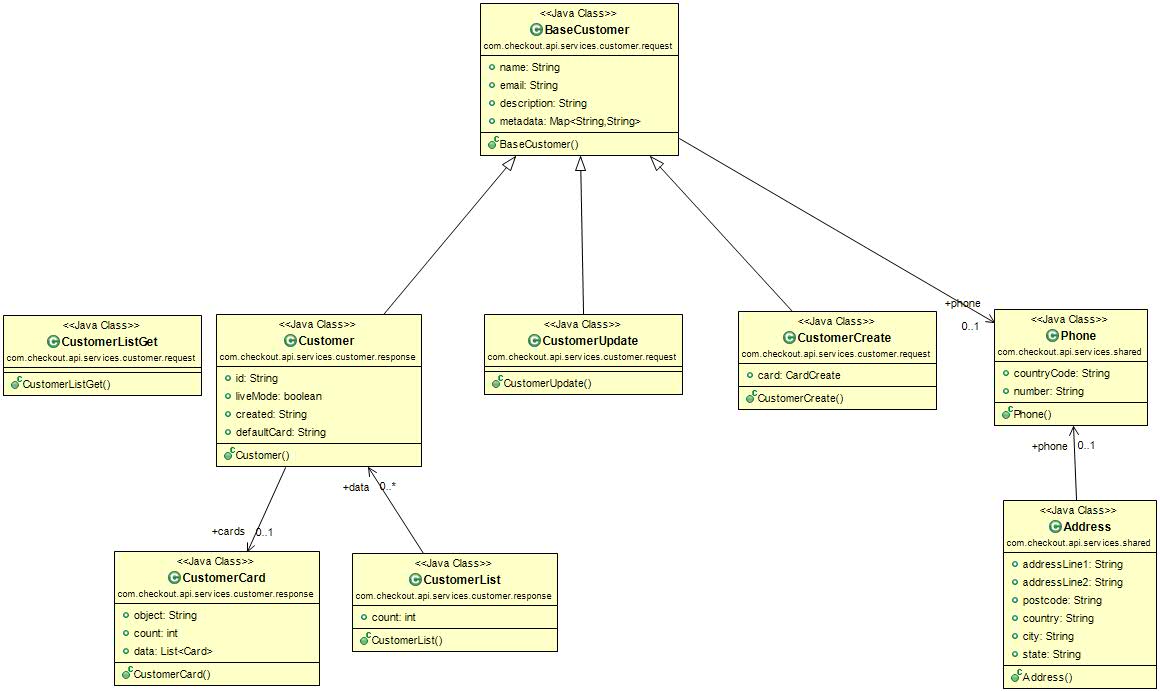 <<Java Class>>
BaseCustomer
com.checkout.api.services.customer.request
name: String
email: String
description: String
metadata: Map<String,String>
BaseCustomer()
+phone
0..1
<<Java Class>>
CustomerListGet
com.checkout.api.services.customer.request
CustomerListGet()
<<Java Class>>
Customer
com.checkout.api.services.customer.response
id: String
liveMode: boolean
created: String
defaultCard: String
Customer()
<<Java Class>>
CustomerUpdate
com.checkout.api.services.customer.request
CustomerUpdate()
<<Java Class>>
CustomerCreate
com.checkout.api.services.customer.request
card: CardCreate
CustomerCreate()
<<Java Class>>
Phone
com.checkout.api.services.shared
countryCode: String
number: String
Phone()
+phone 0..1
+data 0..*
+cards 0..1
<<Java Class>>
CustomerCard
com.checkout.api.services.customer.response
object: String
count: int
data: List<Card>
CustomerCard()
<<Java Class>>
CustomerList
com.checkout.api.services.customer.response
count: int
CustomerList()
<<Java Class>>
Address
com.checkout.api.services.shared
addressLine1: String
addressLine2: String
postcode: String
country: String
city: String
state: String
Address()